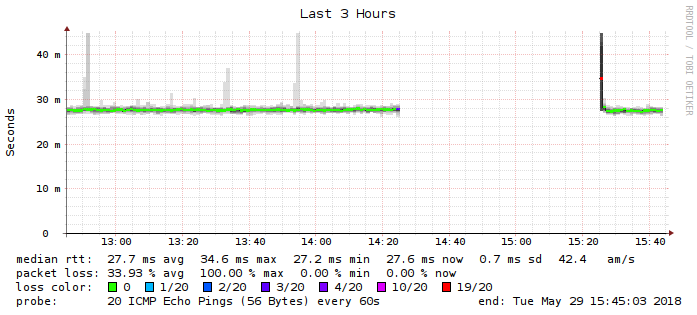 Last 3 Hours
RRDTOOL / TOBI OETIKER
Seconds
40 m
30 m
20 m
10 m
0
13:00 13:20 13:40 14:00 14:20 14:40 15:00 15:20 15:40
median rtt: 27.7 ms avg 34.6 ms max 27.2 ms min 27.6 ms now 0.7 ms sd 42.4 am/s
packet loss: 33.93 % avg 100.00 % max 0.00 % min 0.00 % now
loss color: 0 1/20 2/20 3/20 4/20 10/20 19/20
probe: 20 ICMP Echo Pings (56 Bytes) every 60s end: Tue May 29 15:45:03 2018